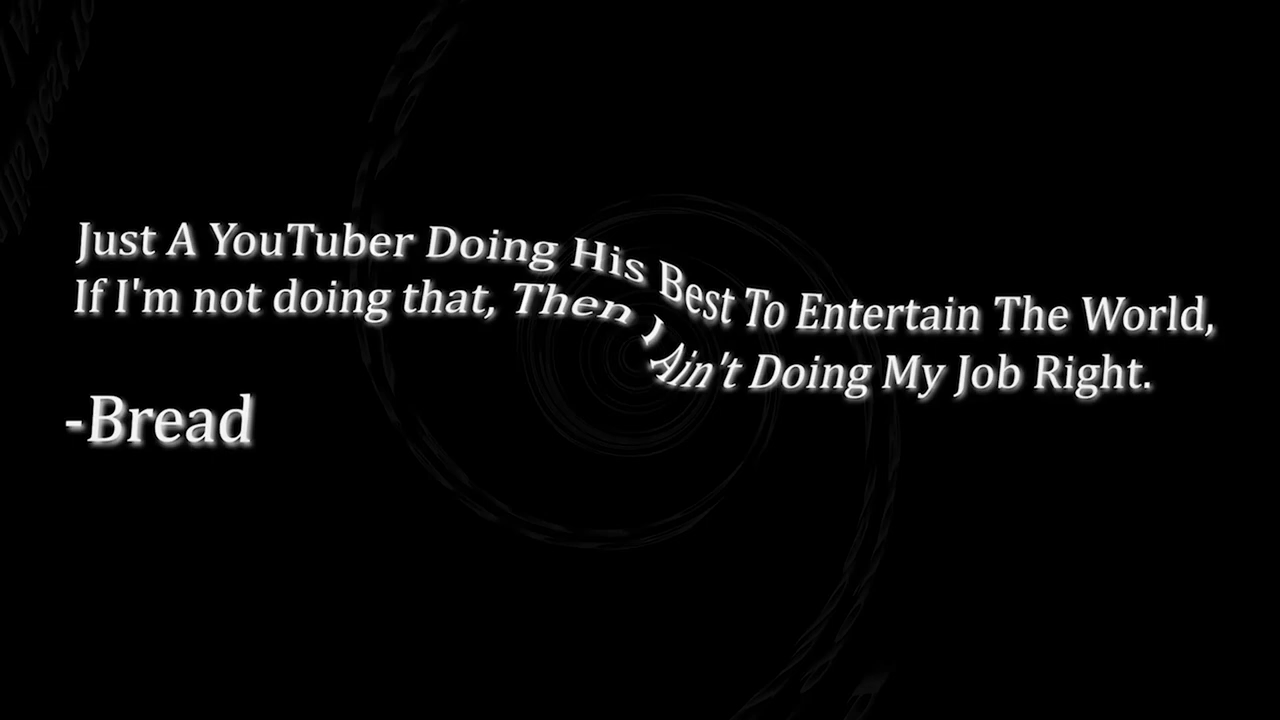 Just A YouTuber Doing His Best To Entertain The World,
If I'm not doing that, Then I Ain't Doing My Job Right.
-Bread